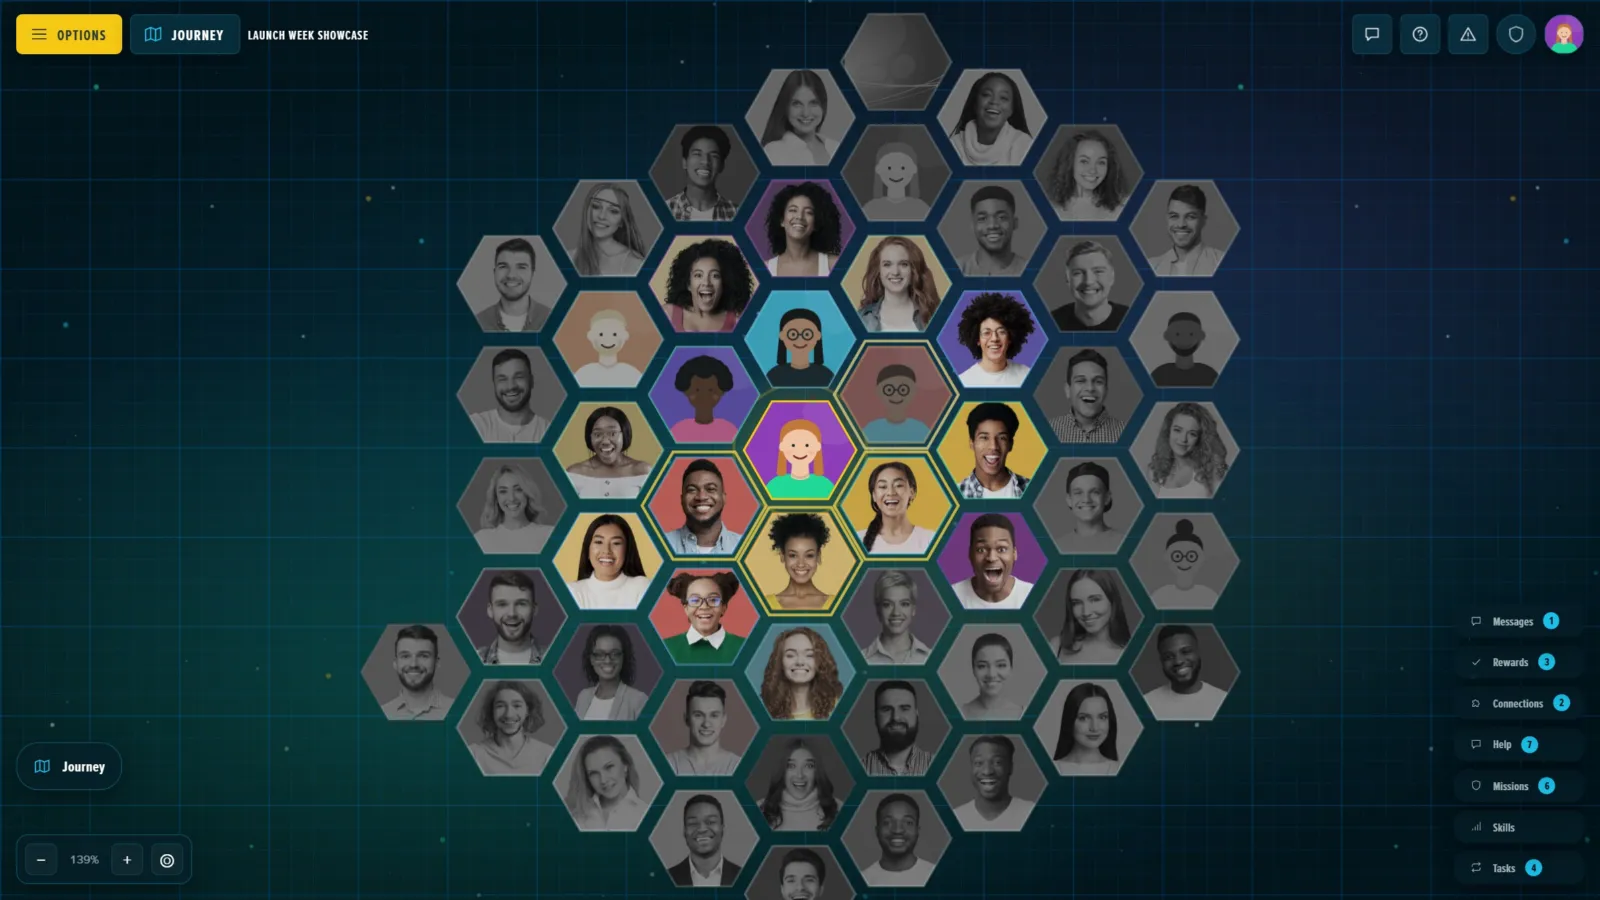 OPTIONS
JOURNEY
LAUNCH WEEK SHOWCASE
Messages 1
Rewards 3
Connections 2
Help 7
Missions 6
Skills
Tasks 4
Journey
− 139% +